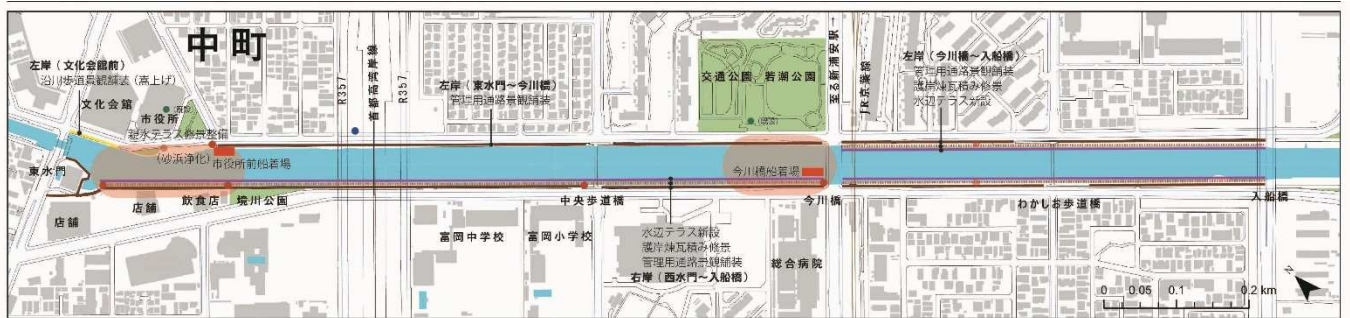 中町
左岸（文化会館前）
沿川歩道景観舗装（嵩上げ）
文化会館
市役所
親水テラス修景整備
（砂浜浄化）
市役所前船着場
東水門
店舗
店舗
飲食店
境川公園
R357
首都高湾岸線
R357
左岸（東水門～今川橋）
管理用通路景観舗装
富岡中学校
富岡小学校
中央歩道橋
交通公園
若潮公園
至る新浦安駅→
JR京葉線
今川橋船着場
今川橋
水辺テラス新設
護岸煉瓦積み修景
管理用通路景観舗装
右岸（西水門～入船橋）
総合病院
左岸（今川橋～入船橋）
管理用通路景観舗装
護岸煉瓦積み修景
水辺テラス新設
わかしお歩道橋
入船橋
0 0.05 0.1 0.2 km
N